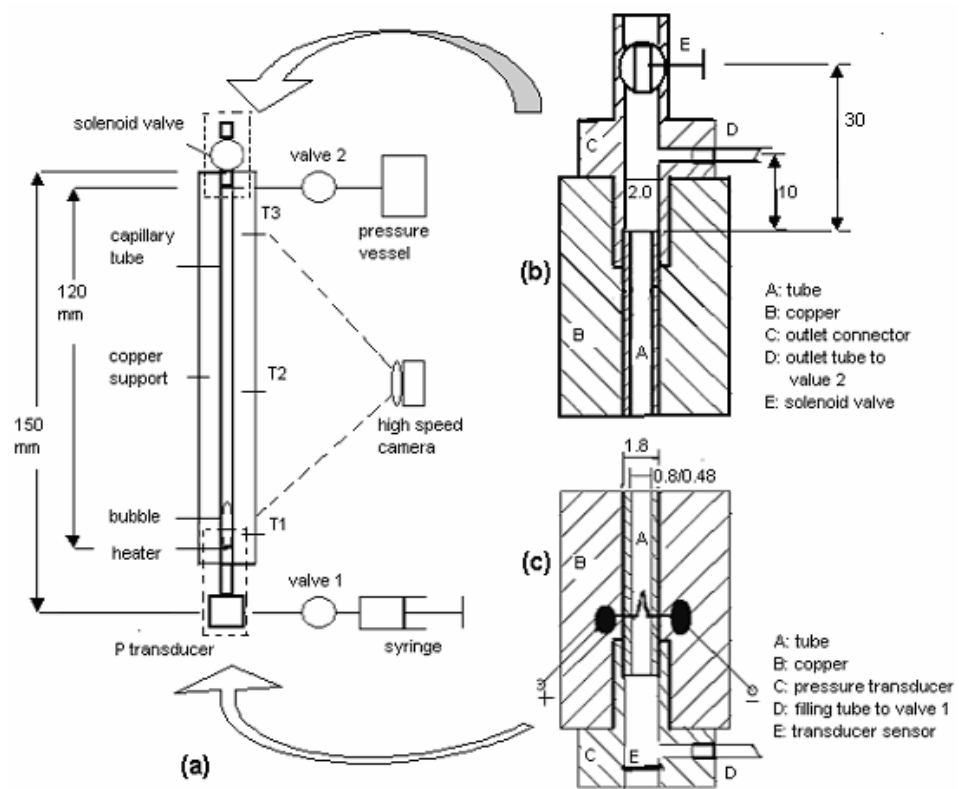 solenoid valve
valve 2
T3
pressure
vessel
capillary
tube
120
mm
copper
support
T2
150
mm
high speed
camera
bubble
T1
heater
valve 1
P transducer
syringe
(a)
E
D
C
30
2.0
10
(b)
B
A
A: tube
B: copper
C: outlet connector
D: outlet tube to
value 2
E: solenoid valve
1.8
0.8/0.48
A
(c)
B
3
+
−
C
E
D
A: tube
B: copper
C: pressure transducer
D: filling tube to valve 1
E: transducer sensor